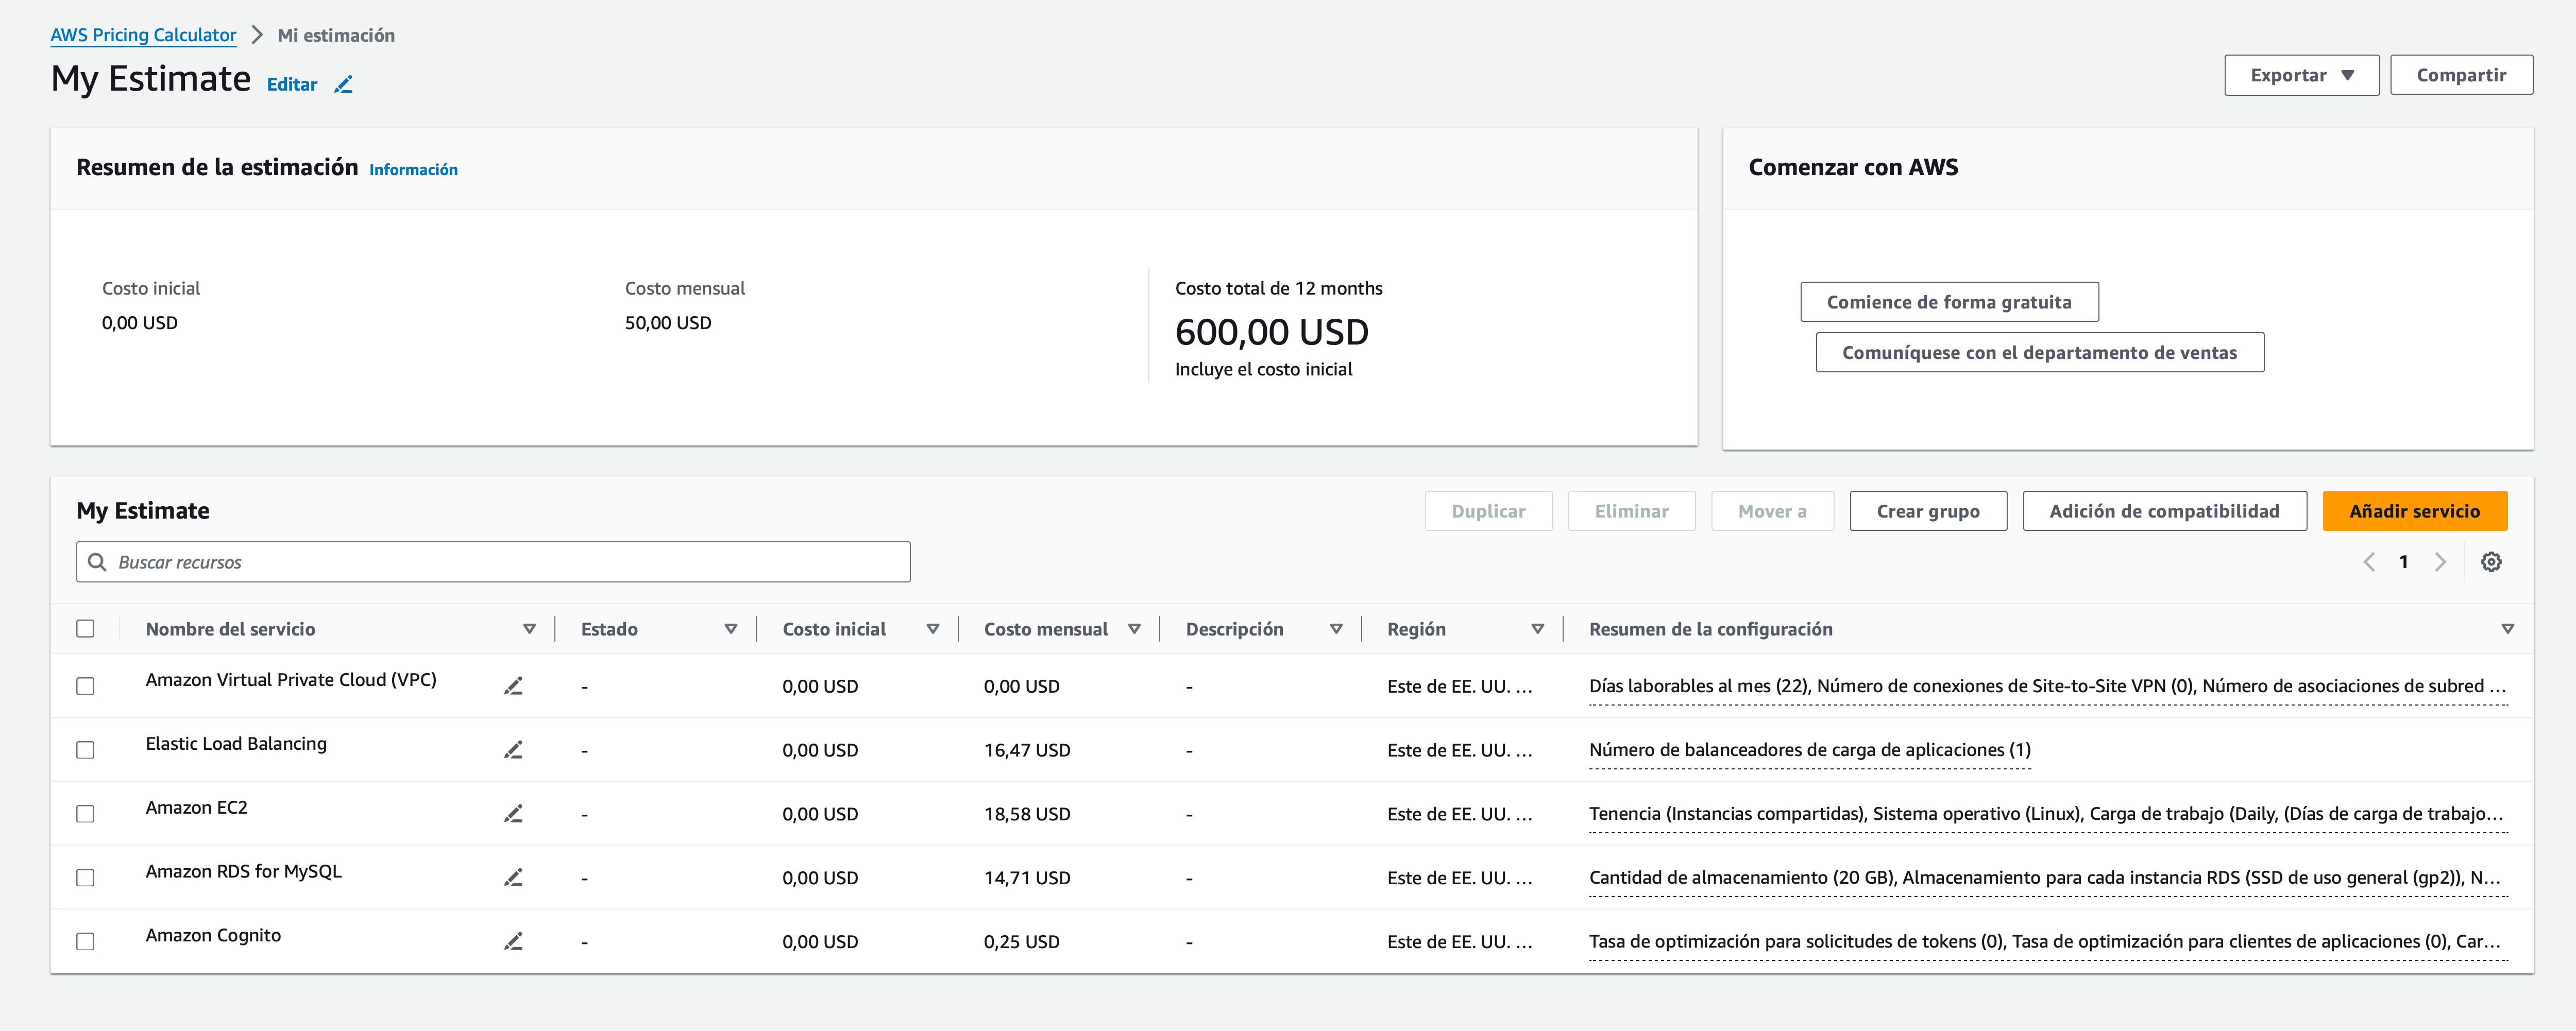 AWS Pricing Calculator > Mi estimación
My Estimate Editar
Exportar Compartir
Resumen de la estimación Información
Costo inicial
0,00 USD
Costo mensual
50,00 USD
Costo total de 12 months
600,00 USD
Incluye el costo inicial
Comenzar con AWS
Comience de forma gratuita
Comuníquese con el departamento de ventas
My Estimate
Duplicar Eliminar Mover a Crear grupo Adición de compatibilidad Añadir servicio
Buscar recursos
1
Nombre del servicio Estado Costo inicial Costo mensual Descripción Región Resumen de la configuración
Amazon Virtual Private Cloud (VPC) - 0,00 USD 0,00 USD - Este de EE. UU. ... Días laborables al mes (22), Número de conexiones de Site-to-Site VPN (0), Número de asociaciones de subred ...
Elastic Load Balancing - 0,00 USD 16,47 USD - Este de EE. UU. ... Número de balanceadores de carga de aplicaciones (1)
Amazon EC2 - 0,00 USD 18,58 USD - Este de EE. UU. ... Tenencia (Instancias compartidas), Sistema operativo (Linux), Carga de trabajo (Daily, (Días de carga de trabajo...
Amazon RDS for MySQL - 0,00 USD 14,71 USD - Este de EE. UU. ... Cantidad de almacenamiento (20 GB), Almacenamiento para cada instancia RDS (SSD de uso general (gp2)), N...
Amazon Cognito - 0,00 USD 0,25 USD - Este de EE. UU. ... Tasa de optimización para solicitudes de tokens (0), Tasa de optimización para clientes de aplicaciones (0), Car...